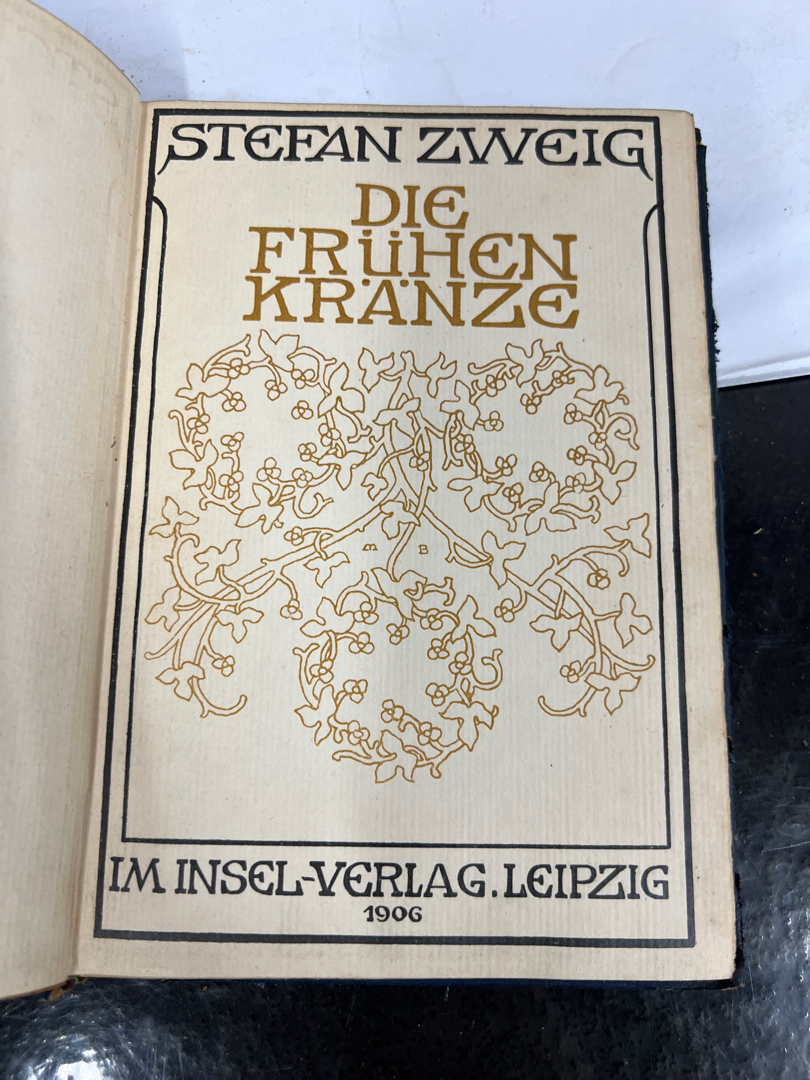 STEFAN ZWEIG
DIE
FRÜHEN
KRÄNZE
M B
IM INSEL-VERLAG. LEIPZIG
1906